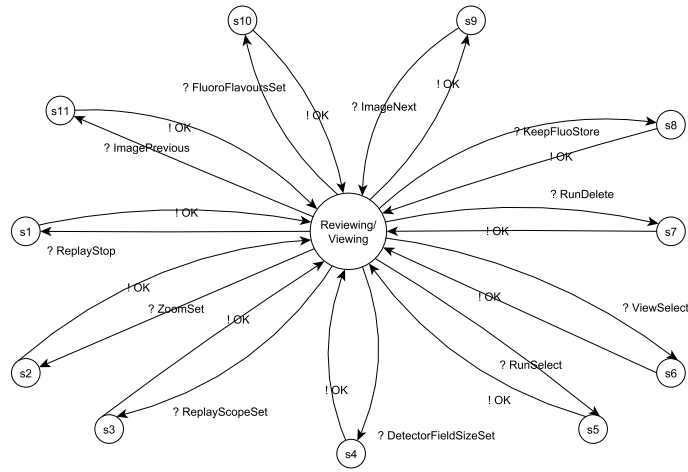 s10
s9
? FluoroFlavoursSet
! OK
! OK
? ImageNext
s11
! OK
? ImagePrevious
? KeepFluoStore
s8
! OK
? RunDelete
s1
! OK
? ReplayStop
Reviewing/
Viewing
! OK
s7
! OK
? ZoomSet
! OK
? ViewSelect
s2
! OK
? RunSelect
s6
? ReplayScopeSet
! OK
! OK
s3
s5
? DetectorFieldSizeSet
s4